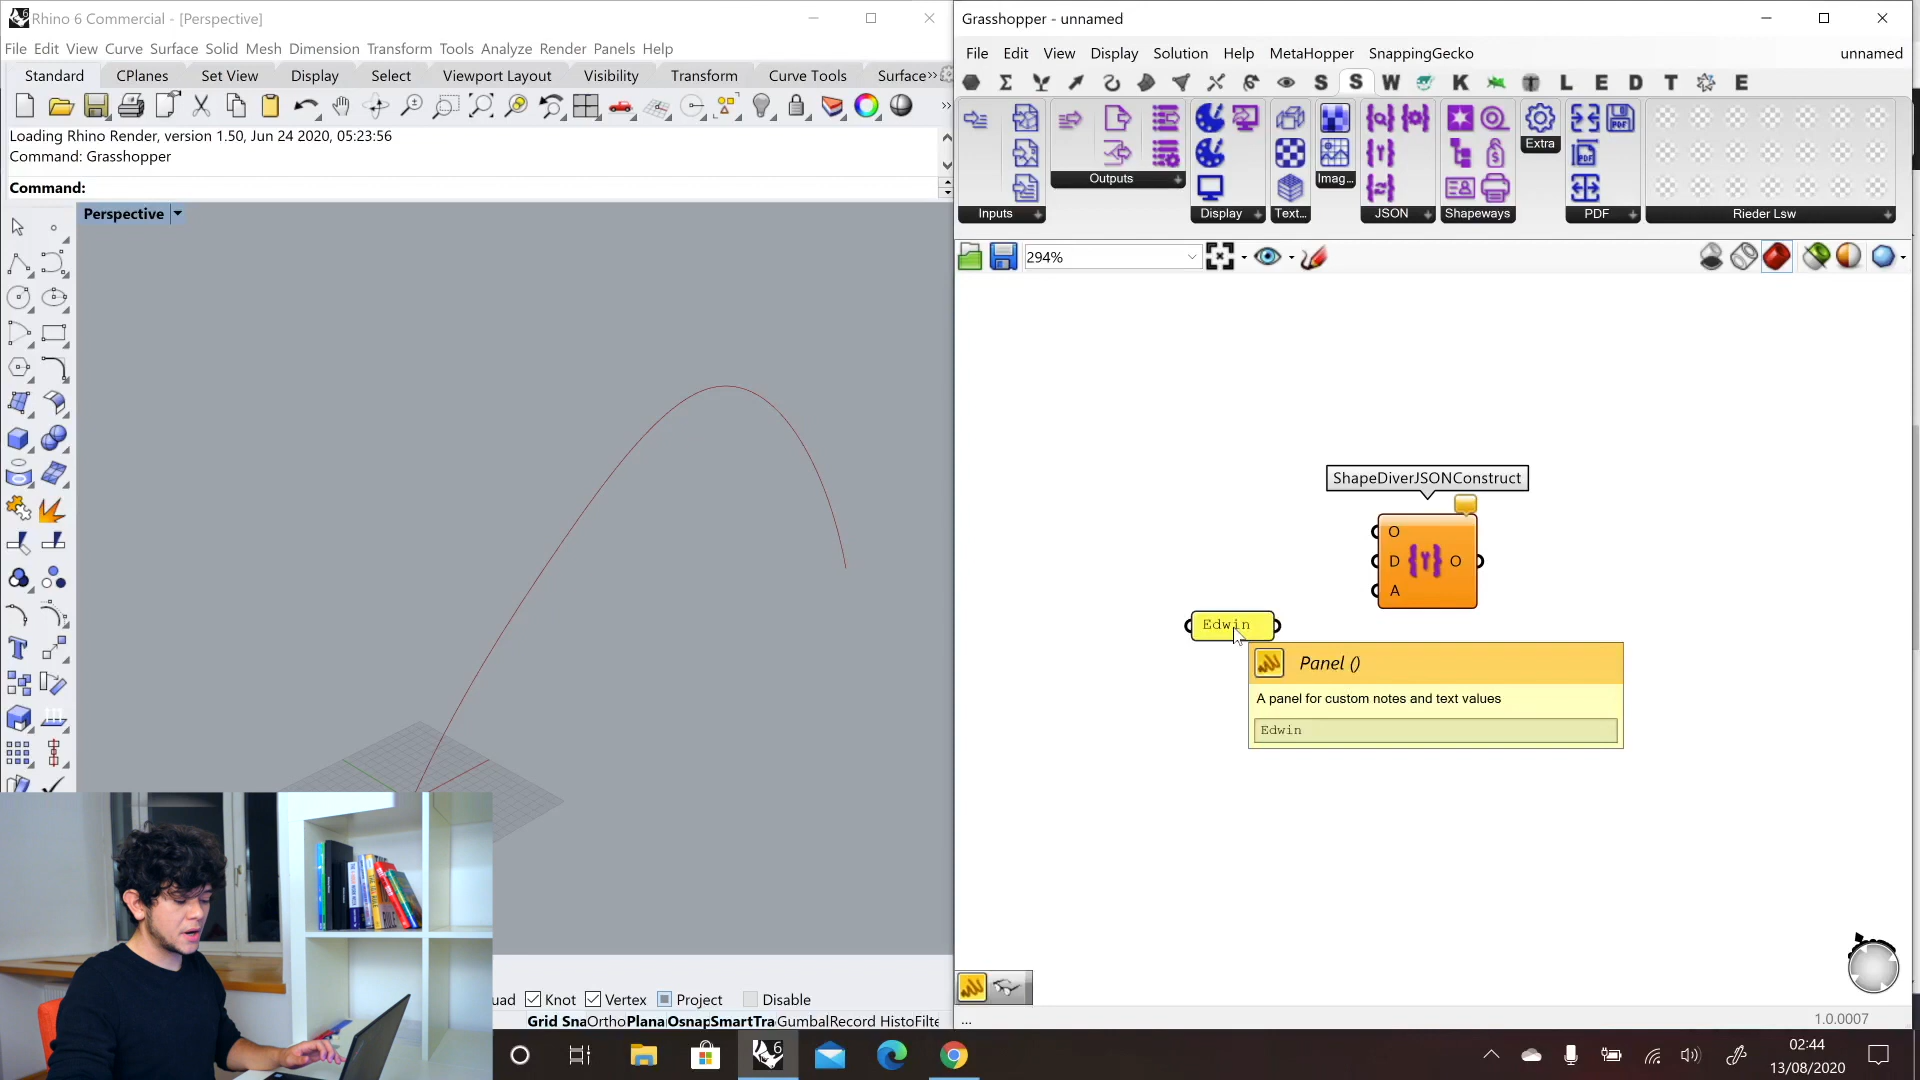 Rhino 6 Commercial - [Perspective]
File Edit View Curve Surface Solid Mesh Dimension Transform Tools Analyze Render Panels Help
Standard CPlanes Set View Display Select Viewport Layout Visibility Transform Curve Tools Surface»
Loading Rhino Render, version 1.50, Jun 24 2020, 05:23:56
Command: Grasshopper
Command:
Perspective
Knot Vertex Project Disable
Grid Sna Ortho Plana Osnap SmartTra Gumbal Record Histo Filte
Grasshopper - unnamed
File Edit View Display Solution Help MetaHopper SnappingGecko unnamed
S S W K L E D T E
Inputs Outputs Display Text... Imag... JSON Shapeways Extra PDF Rieder Lsw
294%
ShapeDiverJSONConstruct
O
D O
A
Edwin
Panel ()
A panel for custom notes and text values
Edwin
...
1.0.0007
02:44
13/08/2020